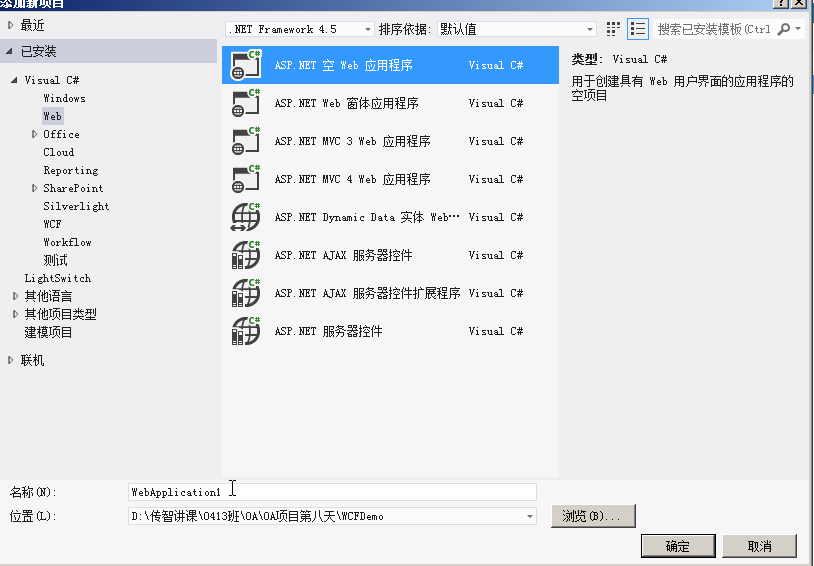 添加新项目
最近
.NET Framework 4.5
排序依据:
默认值
搜索已安装模板(Ctrl
已安装
Visual C#
Windows
Web
Office
Cloud
Reporting
SharePoint
Silverlight
WCF
Workflow
测试
LightSwitch
其他语言
其他项目类型
建模项目
联机
ASP.NET 空 Web 应用程序 Visual C#
ASP.NET Web 窗体应用程序 Visual C#
ASP.NET MVC 3 Web 应用程序 Visual C#
ASP.NET MVC 4 Web 应用程序 Visual C#
ASP.NET Dynamic Data 实体 Web… Visual C#
ASP.NET AJAX 服务器控件 Visual C#
ASP.NET AJAX 服务器控件扩展程序 Visual C#
ASP.NET 服务器控件 Visual C#
类型: Visual C#
用于创建具有 Web 用户界面的应用程序的
空项目
名称(N): WebApplication1
位置(L): D:\传智讲课\0413班\OA\OA项目第八天\WCFDemo
浏览(B)...
确定
取消